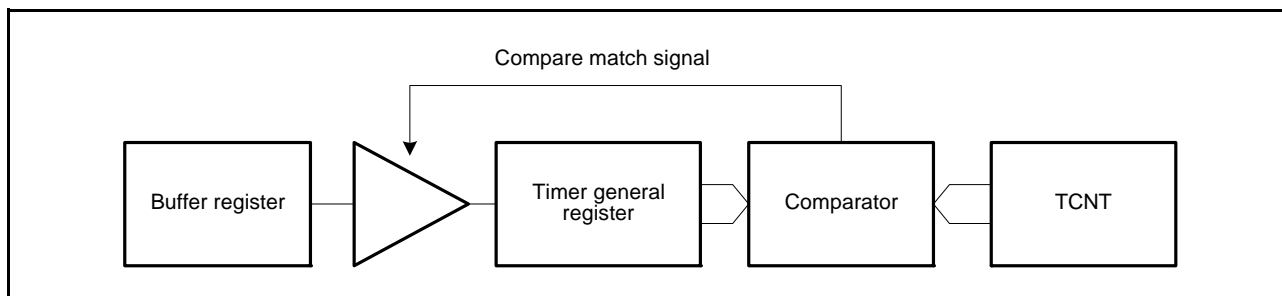 Compare match signal
Buffer register
Timer general
register
Comparator
TCNT